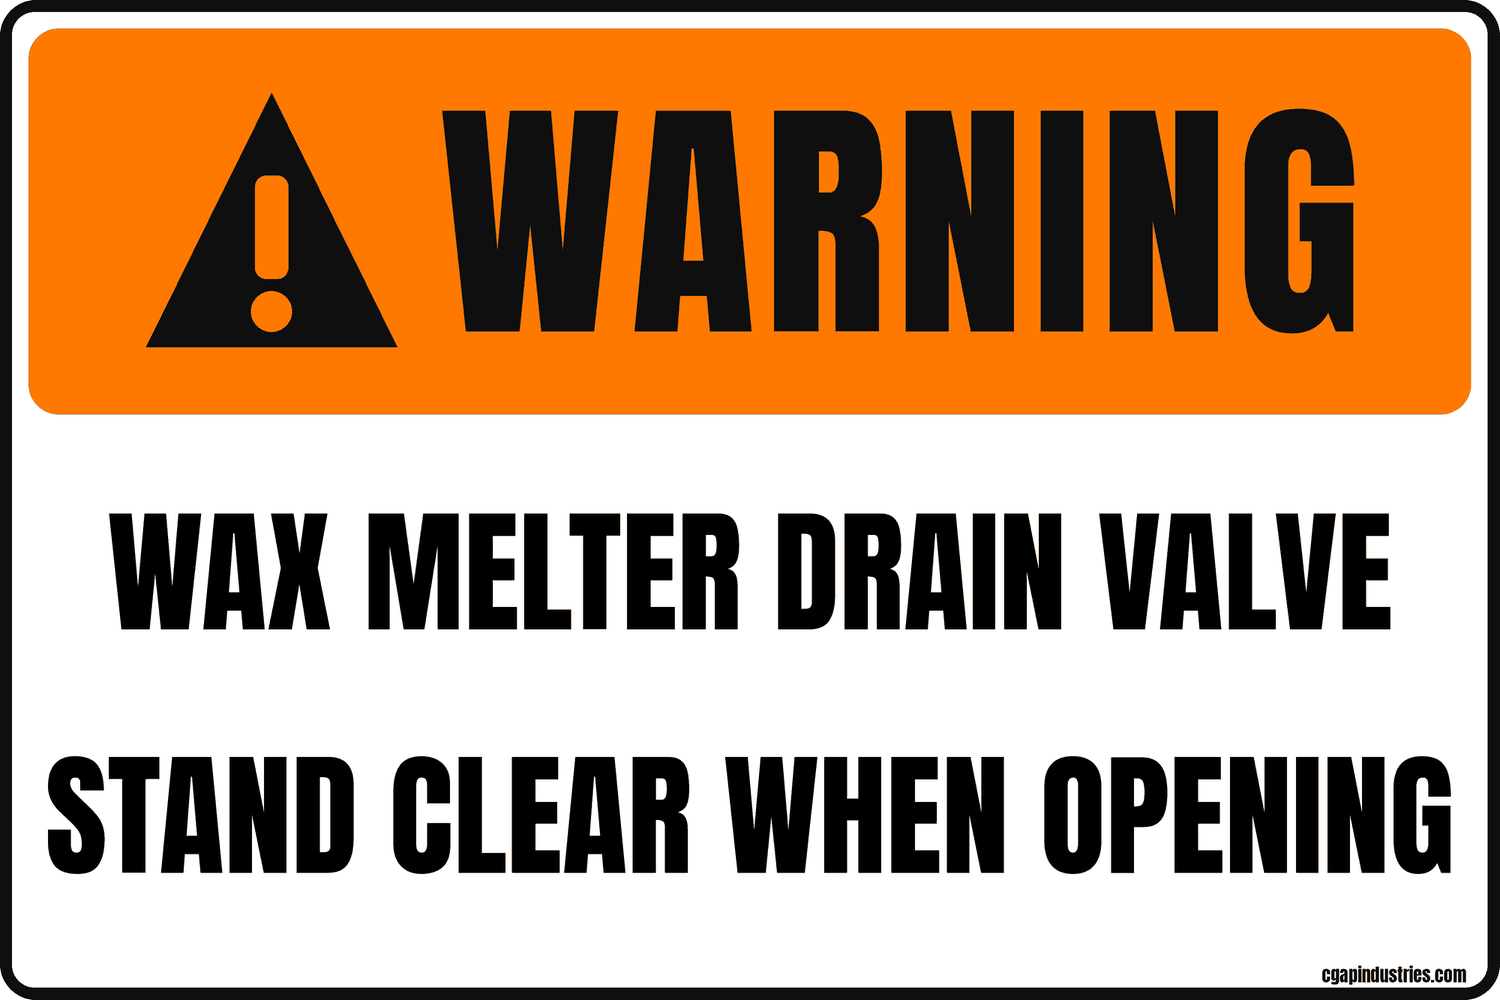 WARNING
WAX MELTER DRAIN VALVE
STAND CLEAR WHEN OPENING
cgapindustries.com